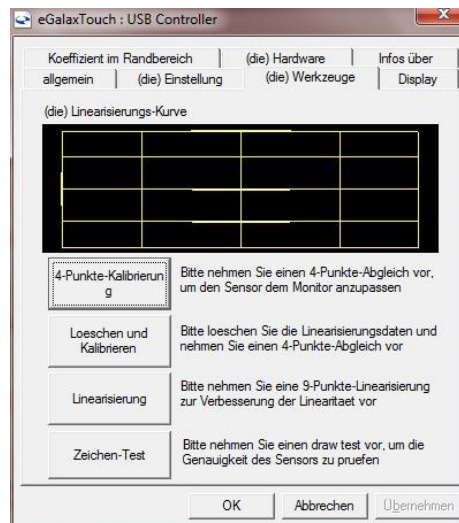 eGalaxTouch : USB Controller
Koeffizient im Randbereich
(die) Hardware
Infos über
allgemein
(die) Einstellung
(die) Werkzeuge
Display
(die) Linearisierungs-Kurve
4-Punkte-Kalibrierun
g
Bitte nehmen Sie einen 4-Punkte-Abgleich vor,
um den Sensor dem Monitor anzupassen
Loeschen und
Kalibrieren
Bitte loeschen Sie die Linearisierungsdaten und
nehmen Sie einen 4-Punkte-Abgleich vor
Linearisierung
Bitte nehmen Sie eine 9-Punkte-Linearisierung
zur Verbesserung der Linearitaet vor
Zeichen-Test
Bitte nehmen Sie einen draw test vor, um die
Genauigkeit des Sensors zu pruefen
OK
Abbrechen
Übernehmen